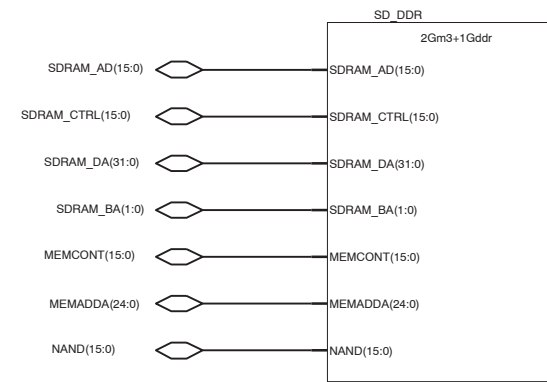 SD_DDR
2Gm3+1Gddr
SDRAM_AD(15:0) SDRAM_AD(15:0)
SDRAM_CTRL(15:0) SDRAM_CTRL(15:0)
SDRAM_DA(31:0) SDRAM_DA(31:0)
SDRAM_BA(1:0) SDRAM_BA(1:0)
MEMCONT(15:0) MEMCONT(15:0)
MEMADDA(24:0) MEMADDA(24:0)
NAND(15:0) NAND(15:0)